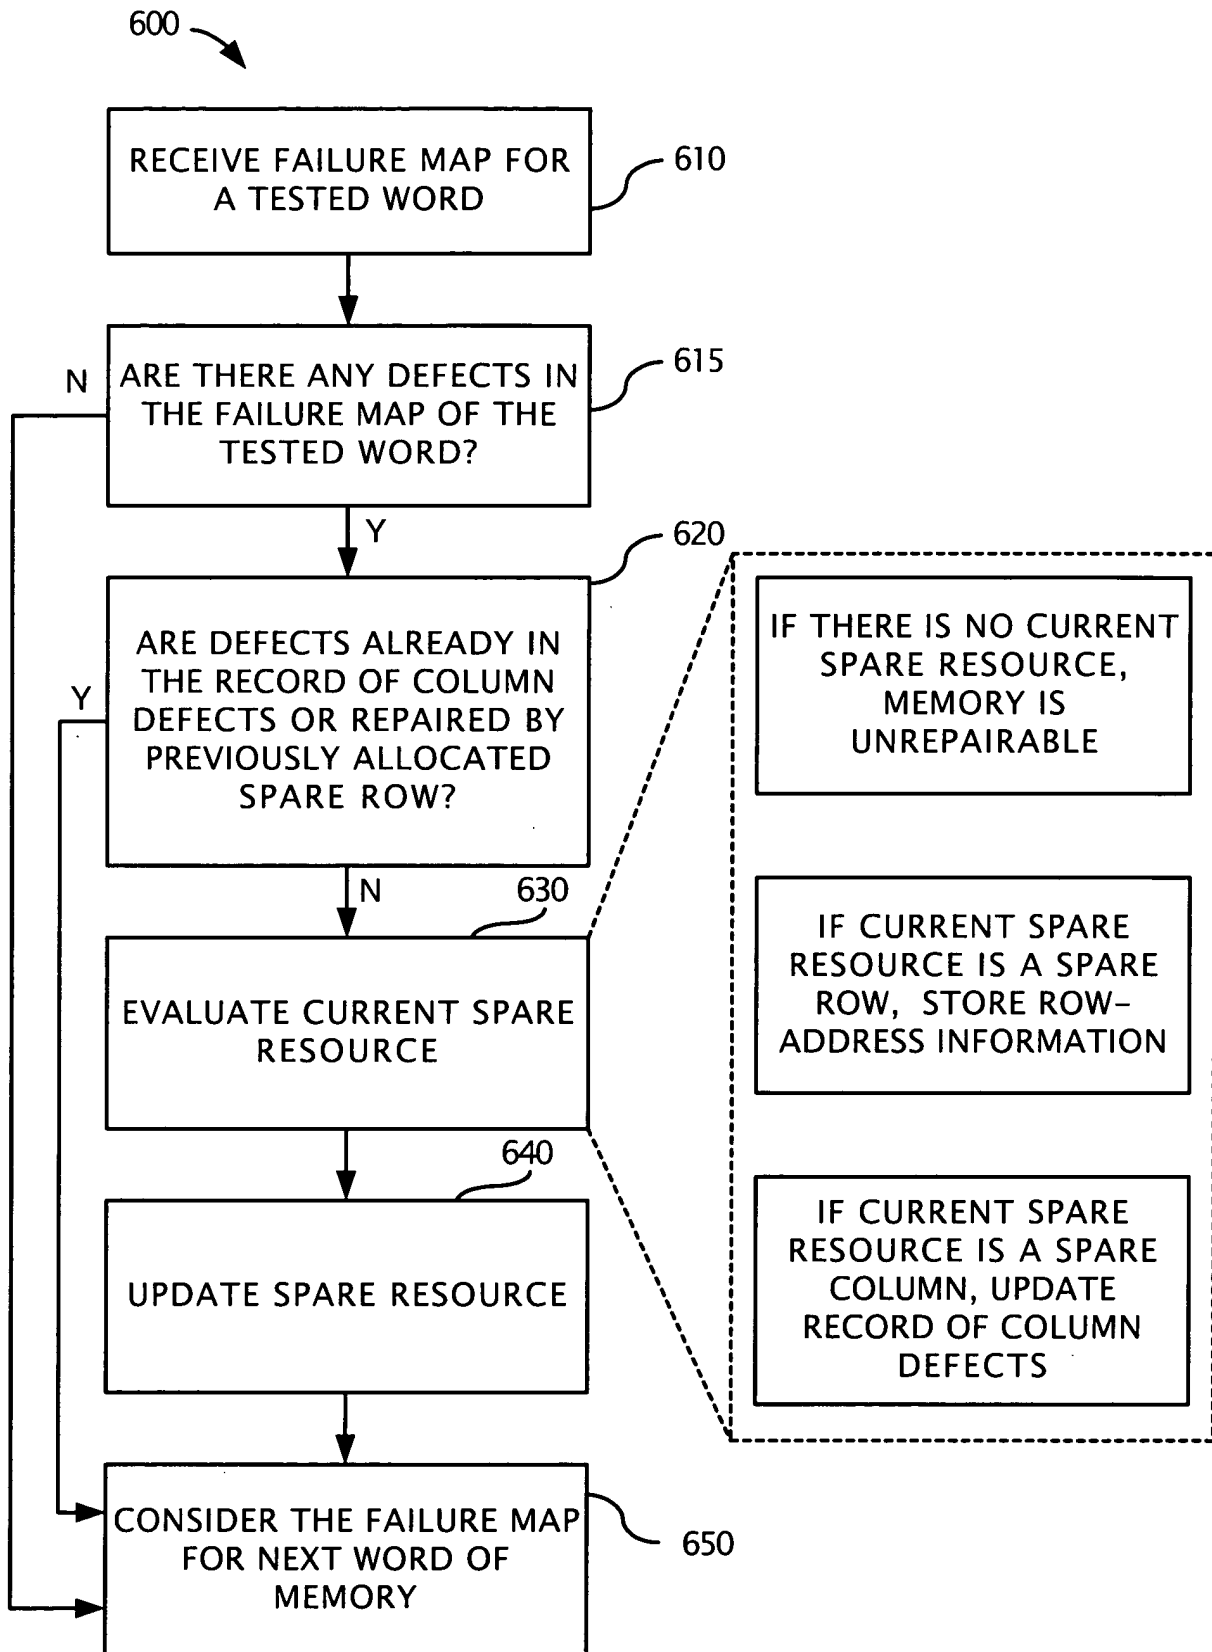 600
RECEIVE FAILURE MAP FOR
A TESTED WORD
610
N
ARE THERE ANY DEFECTS IN
THE FAILURE MAP OF THE
TESTED WORD?
615
Y
620
Y
ARE DEFECTS ALREADY IN
THE RECORD OF COLUMN
DEFECTS OR REPAIRED BY
PREVIOUSLY ALLOCATED
SPARE ROW?
N
630
EVALUATE CURRENT SPARE
RESOURCE
640
UPDATE SPARE RESOURCE
CONSIDER THE FAILURE MAP
FOR NEXT WORD OF
MEMORY
650
IF THERE IS NO CURRENT
SPARE RESOURCE,
MEMORY IS
UNREPAIRABLE
IF CURRENT SPARE
RESOURCE IS A SPARE
ROW, STORE ROW-
ADDRESS INFORMATION
IF CURRENT SPARE
RESOURCE IS A SPARE
COLUMN, UPDATE
RECORD OF COLUMN
DEFECTS